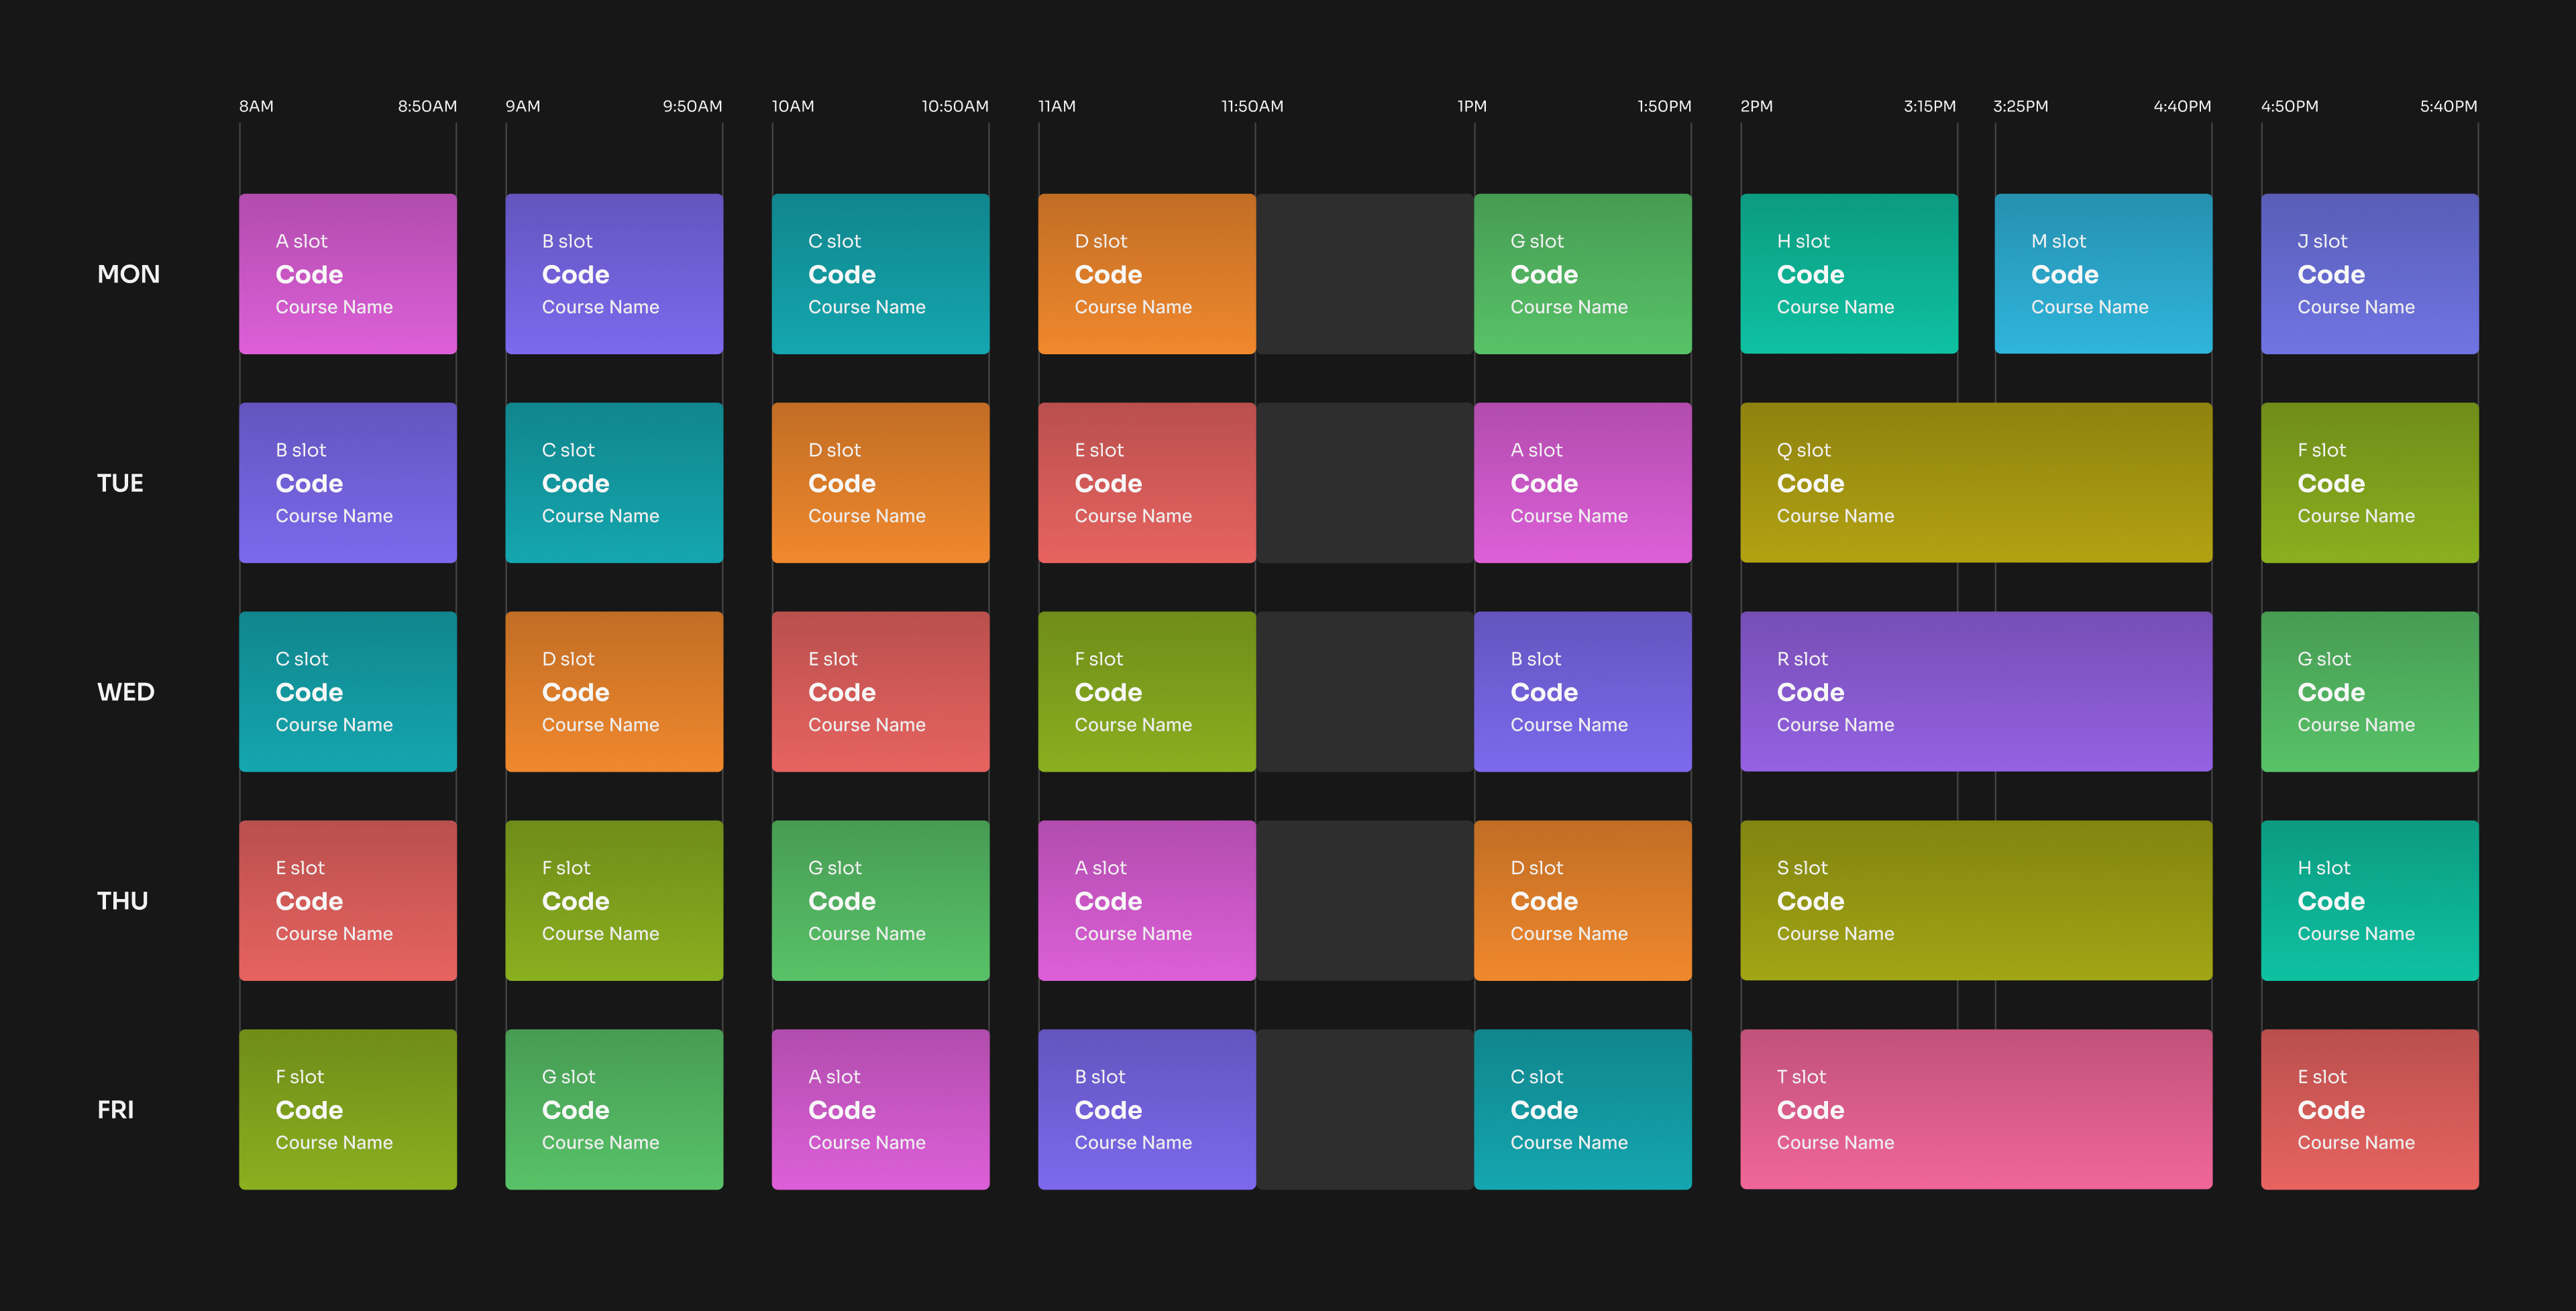 8AM 8:50AM 9AM 9:50AM 10AM 10:50AM 11AM 11:50AM 1PM 1:50PM 2PM 3:15PM 3:25PM 4:40PM 4:50PM 5:40PM
A slot B slot C slot D slot G slot H slot M slot J slot
MON Code Code Code Code Code Code Code Code
Course Name Course Name Course Name Course Name Course Name Course Name Course Name Course Name
B slot C slot D slot E slot A slot Q slot F slot
TUE Code Code Code Code Code Code Code
Course Name Course Name Course Name Course Name Course Name Course Name Course Name
C slot D slot E slot F slot B slot R slot G slot
WED Code Code Code Code Code Code Code
Course Name Course Name Course Name Course Name Course Name Course Name Course Name
E slot F slot G slot A slot D slot S slot H slot
THU Code Code Code Code Code Code Code
Course Name Course Name Course Name Course Name Course Name Course Name Course Name
F slot G slot A slot B slot C slot T slot E slot
FRI Code Code Code Code Code Code Code
Course Name Course Name Course Name Course Name Course Name Course Name Course Name